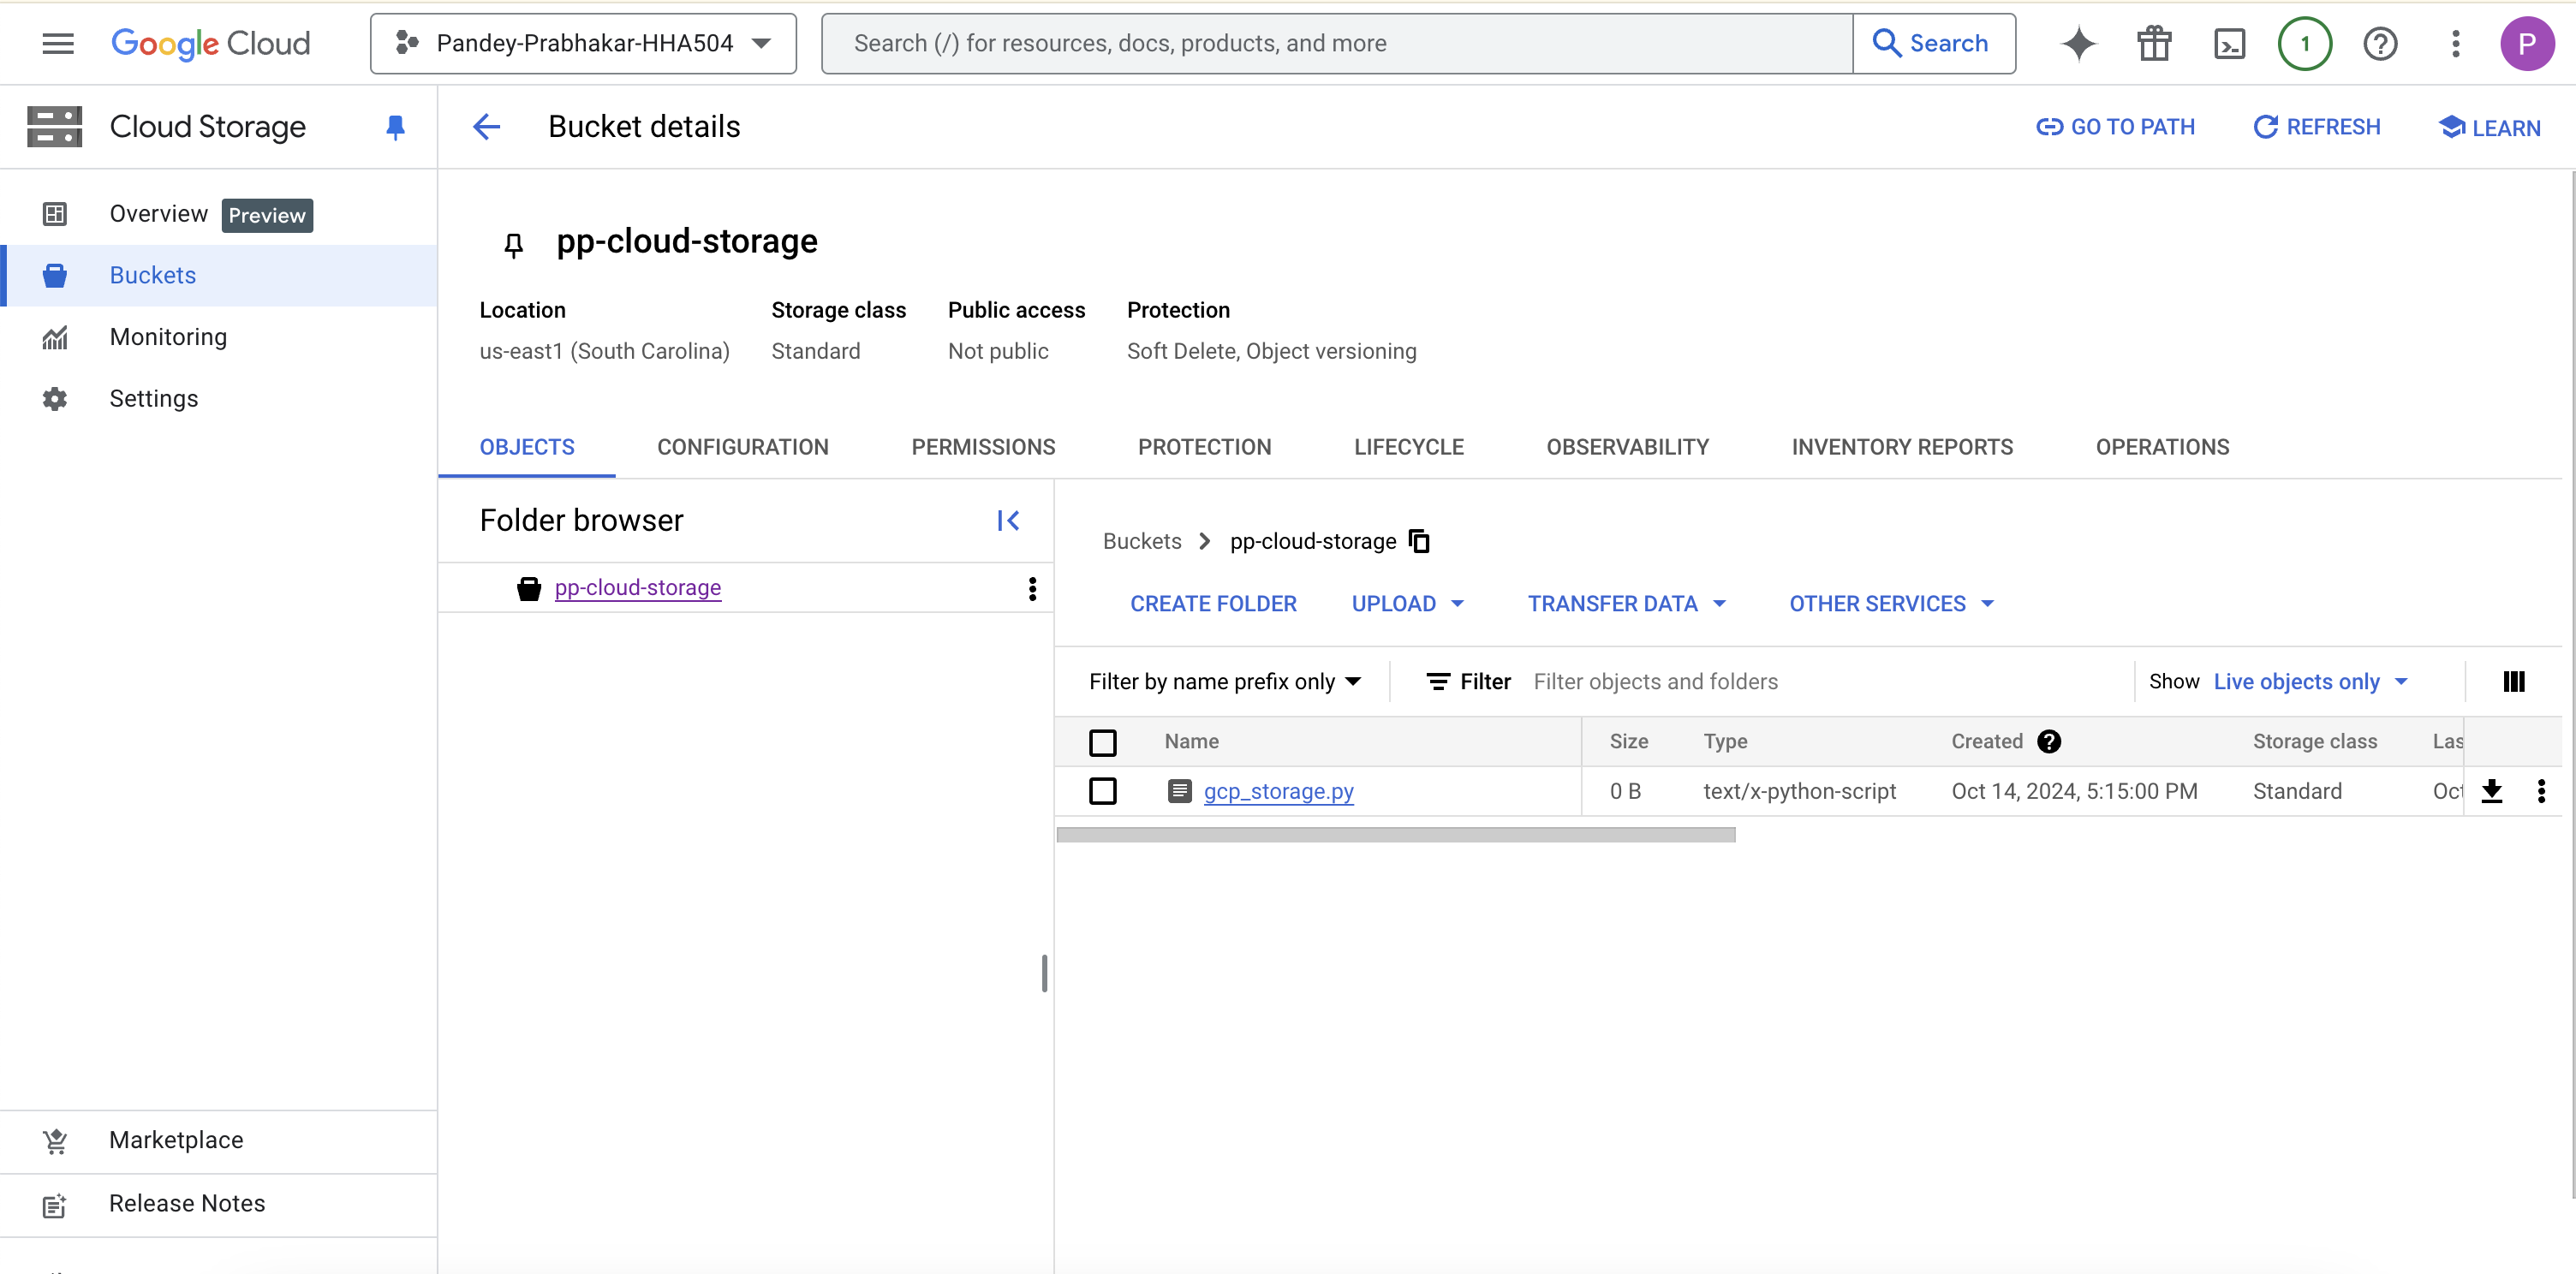 Google Cloud
Pandey-Prabhakar-HHA504
Search (/) for resources, docs, products, and more
Search
1
P
Cloud Storage
Bucket details
GO TO PATH
REFRESH
LEARN
Overview Preview
Buckets
Monitoring
Settings
Marketplace
Release Notes
pp-cloud-storage
Location Storage class Public access Protection
us-east1 (South Carolina) Standard Not public Soft Delete, Object versioning
OBJECTS CONFIGURATION PERMISSIONS PROTECTION LIFECYCLE OBSERVABILITY INVENTORY REPORTS OPERATIONS
Folder browser
pp-cloud-storage
Buckets pp-cloud-storage
CREATE FOLDER UPLOAD TRANSFER DATA OTHER SERVICES
Filter by name prefix only Filter Filter objects and folders Show Live objects only
Name Size Type Created Storage class Las
gcp_storage.py 0 B text/x-python-script Oct 14, 2024, 5:15:00 PM Standard Oct